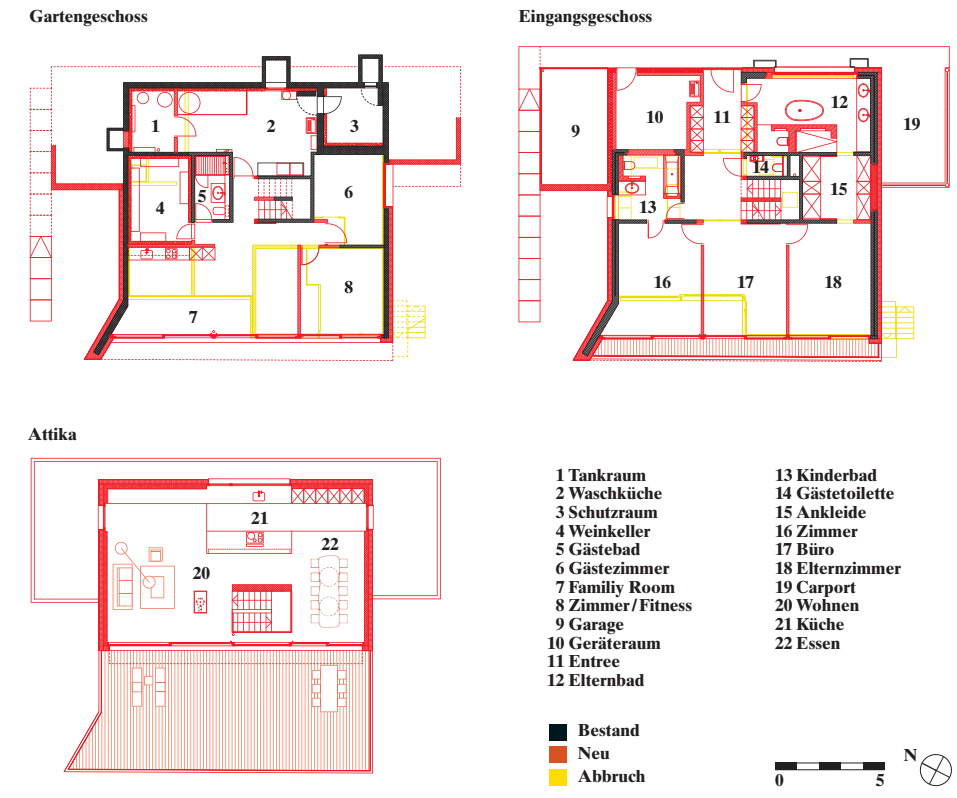 Gartengeschoss
1
2
3
4
5
6
7
8
Eingangsgeschoss
9
10
11
12
19
13
14
15
16
17
18
Attika
21
22
20
1 Tankraum
2 Waschküche
3 Schutzraum
4 Weinkeller
5 Gästebad
6 Gästezimmer
7 Familiy Room
8 Zimmer/Fitness
9 Garage
10 Geräteraum
11 Entree
12 Elternbad
13 Kinderbad
14 Gästetoilette
15 Ankleide
16 Zimmer
17 Büro
18 Elternzimmer
19 Carport
20 Wohnen
21 Küche
22 Essen
Bestand
Neu
Abbruch
0 5
N